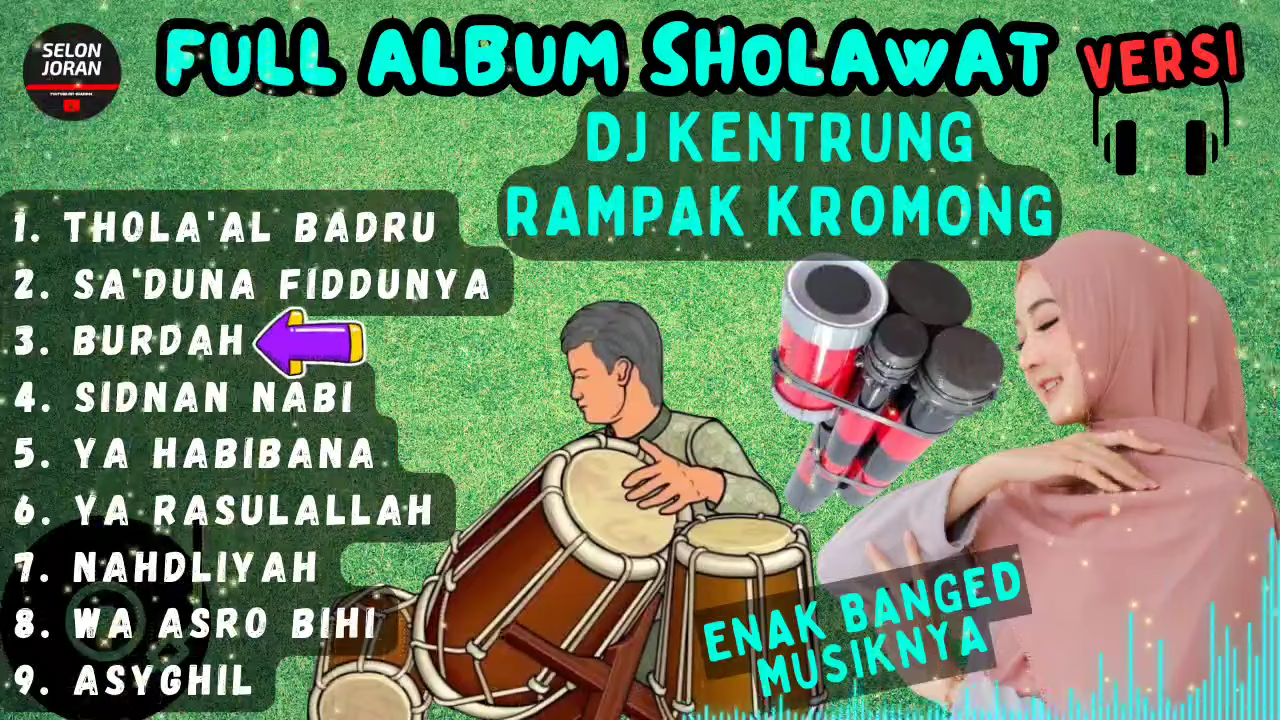 SELON
JORAN
FULL ALBUM SHOLAWAT
VERSI
DJ KENTRUNG
RAMPAK KROMONG
1. THOLA'AL BADRU
2. SA'DUNA FIDDUNYA
3. BURDAH
4. SIDNAN NABI
5. YA HABIBANA
6. YA RASULALLAH
7. NAHDLIYAH
8. WA ASRO BIHI
9. ASYGHIL
ENAK BANGED
MUSIKNYA